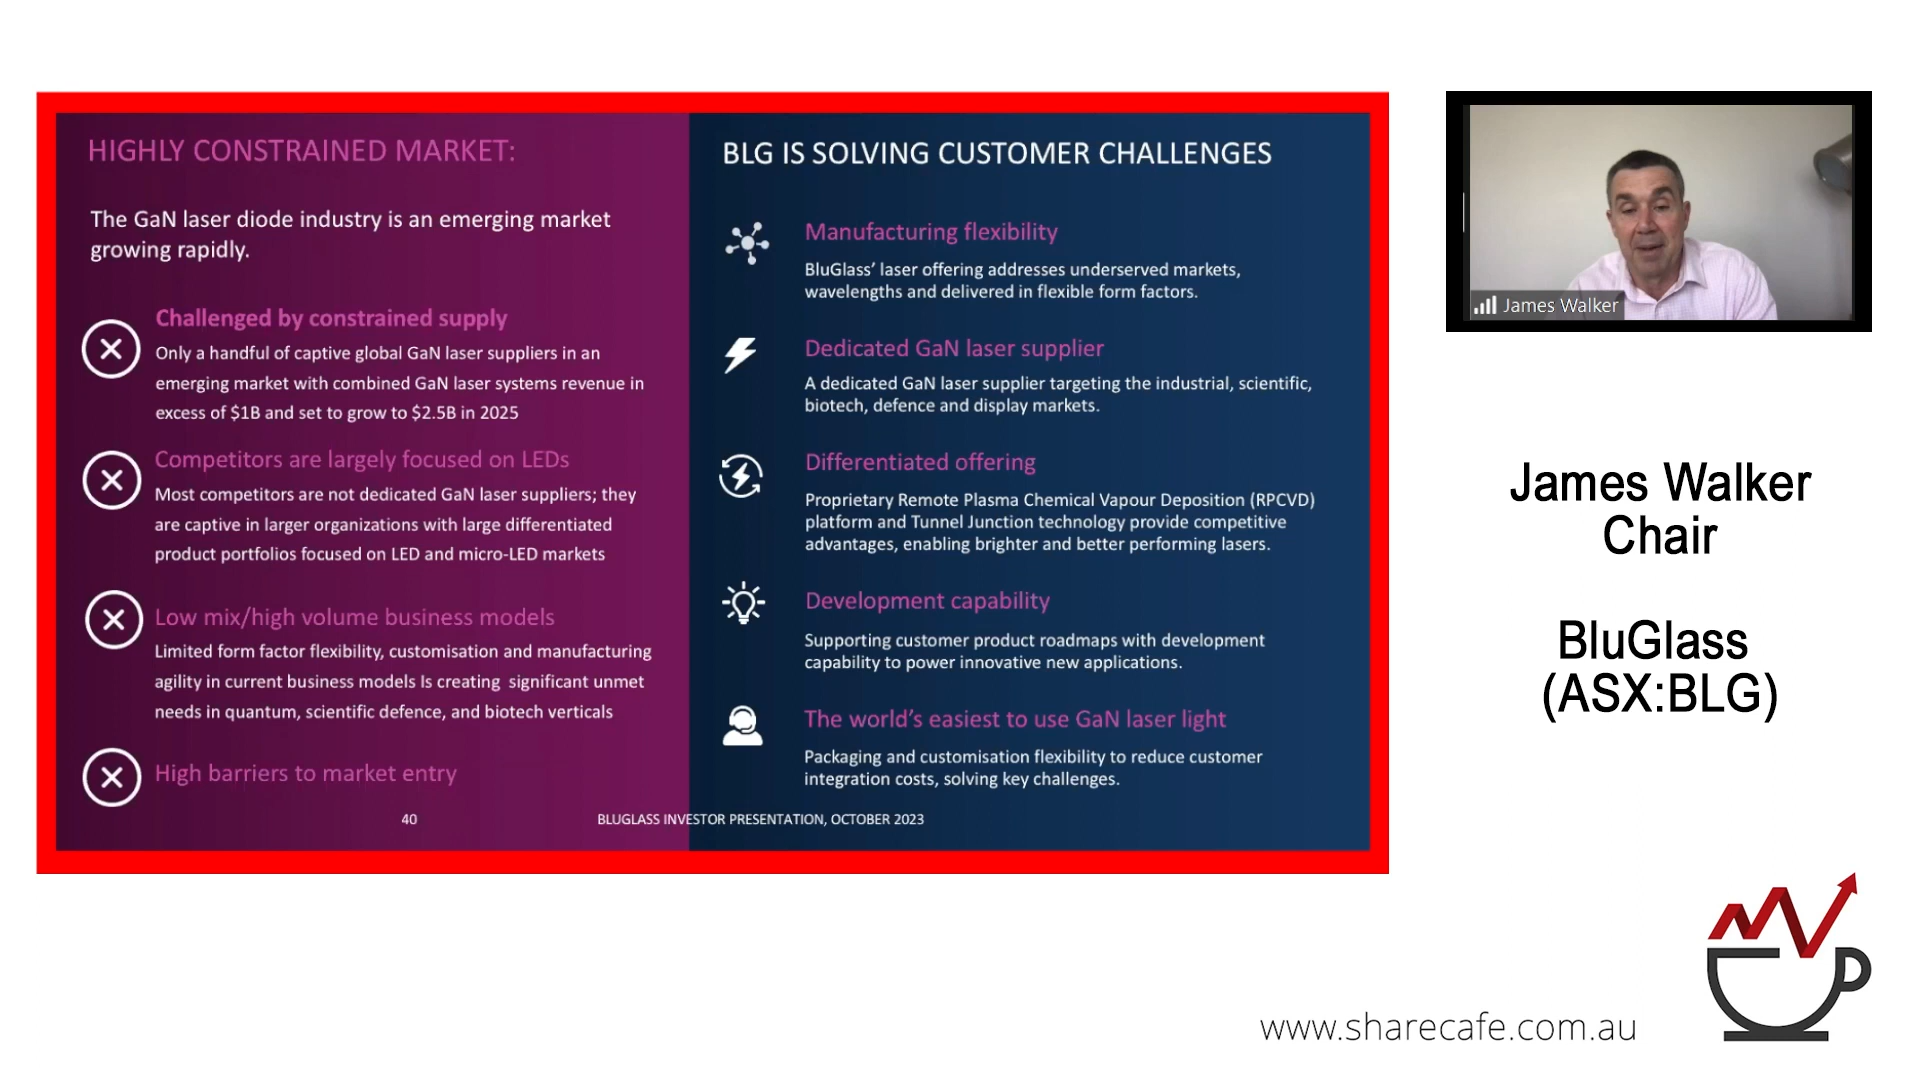 HIGHLY CONSTRAINED MARKET:
The GaN laser diode industry is an emerging market
growing rapidly.
Challenged by constrained supply
Only a handful of captive global GaN laser suppliers in an
emerging market with combined GaN laser systems revenue in
excess of $1B and set to grow to $2.5B in 2025
Competitors are largely focused on LEDs
Most competitors are not dedicated GaN laser suppliers; they
are captive in larger organizations with large differentiated
product portfolios focused on LED and micro-LED markets
Low mix/high volume business models
Limited form factor flexibility, customisation and manufacturing
agility in current business models Is creating significant unmet
needs in quantum, scientific defence, and biotech verticals
High barriers to market entry
BLG IS SOLVING CUSTOMER CHALLENGES
Manufacturing flexibility
BluGlass’ laser offering addresses underserved markets,
wavelengths and delivered in flexible form factors.
Dedicated GaN laser supplier
A dedicated GaN laser supplier targeting the industrial, scientific,
biotech, defence and display markets.
Differentiated offering
Proprietary Remote Plasma Chemical Vapour Deposition (RPCVD)
platform and Tunnel Junction technology provide competitive
advantages, enabling brighter and better performing lasers.
Development capability
Supporting customer product roadmaps with development
capability to power innovative new applications.
The world’s easiest to use GaN laser light
Packaging and customisation flexibility to reduce customer
integration costs, solving key challenges.
40
BLUGLASS INVESTOR PRESENTATION, OCTOBER 2023
James Walker
James Walker
Chair
BluGlass
(ASX:BLG)
www.sharecafe.com.au